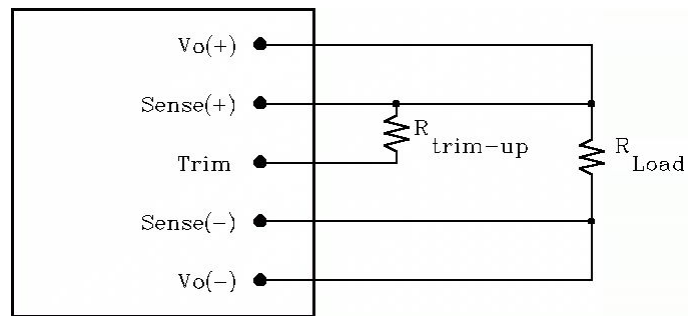 Vo(+)
Sense(+)
R
trim-up
Trim
R
Load
Sense(-)
Vo(-)